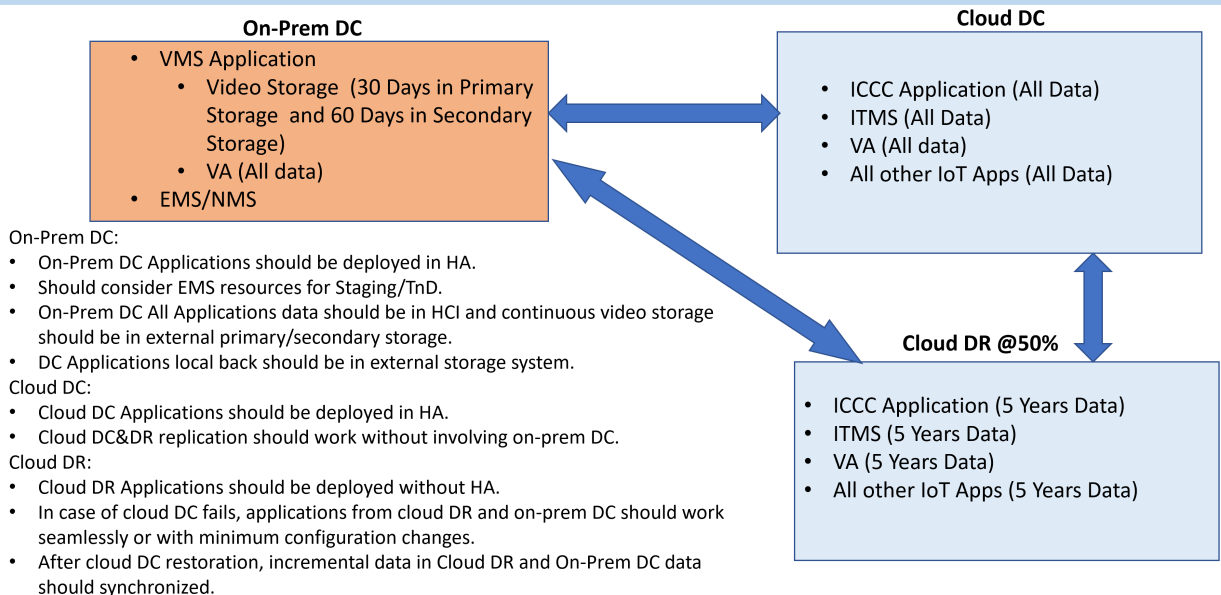 On-Prem DC
• VMS Application
• Video Storage (30 Days in Primary
Storage and 60 Days in Secondary
Storage)
• VA (All data)
• EMS/NMS
Cloud DC
• ICCC Application (All Data)
• ITMS (All Data)
• VA (All data)
• All other IoT Apps (All Data)
On-Prem DC:
• On-Prem DC Applications should be deployed in HA.
• Should consider EMS resources for Staging/TnD.
• On-Prem DC All Applications data should be in HCI and continuous video storage
should be in external primary/secondary storage.
• DC Applications local back should be in external storage system.
Cloud DC:
• Cloud DC Applications should be deployed in HA.
• Cloud DC&DR replication should work without involving on-prem DC.
Cloud DR:
• Cloud DR Applications should be deployed without HA.
• In case of cloud DC fails, applications from cloud DR and on-prem DC should work
seamlessly or with minimum configuration changes.
• After cloud DC restoration, incremental data in Cloud DR and On-Prem DC data
should synchronized.
Cloud DR @50%
• ICCC Application (5 Years Data)
• ITMS (5 Years Data)
• VA (5 Years Data)
• All other IoT Apps (5 Years Data)